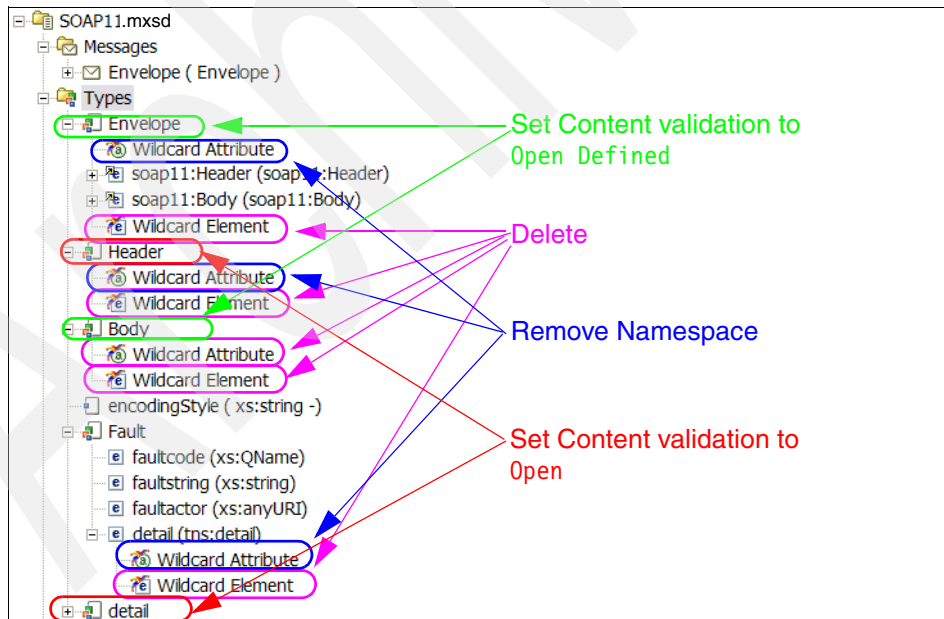 SOAP11.mxsd
Messages
Envelope ( Envelope )
Types
Envelope
Set Content validation to
Open Defined
Wildcard Attribute
soap11:Header (soap11:Header)
soap11:Body (soap11:Body)
Wildcard Element
Delete
Header
Wildcard Attribute
Wildcard Element
Body
Remove Namespace
Wildcard Attribute
Wildcard Element
encodingStyle ( xs:string -)
Fault
Set Content validation to
Open
faultcode (xs:QName)
faultstring (xs:string)
faultactor (xs:anyURI)
detail (tns:detail)
Wildcard Attribute
Wildcard Element
detail